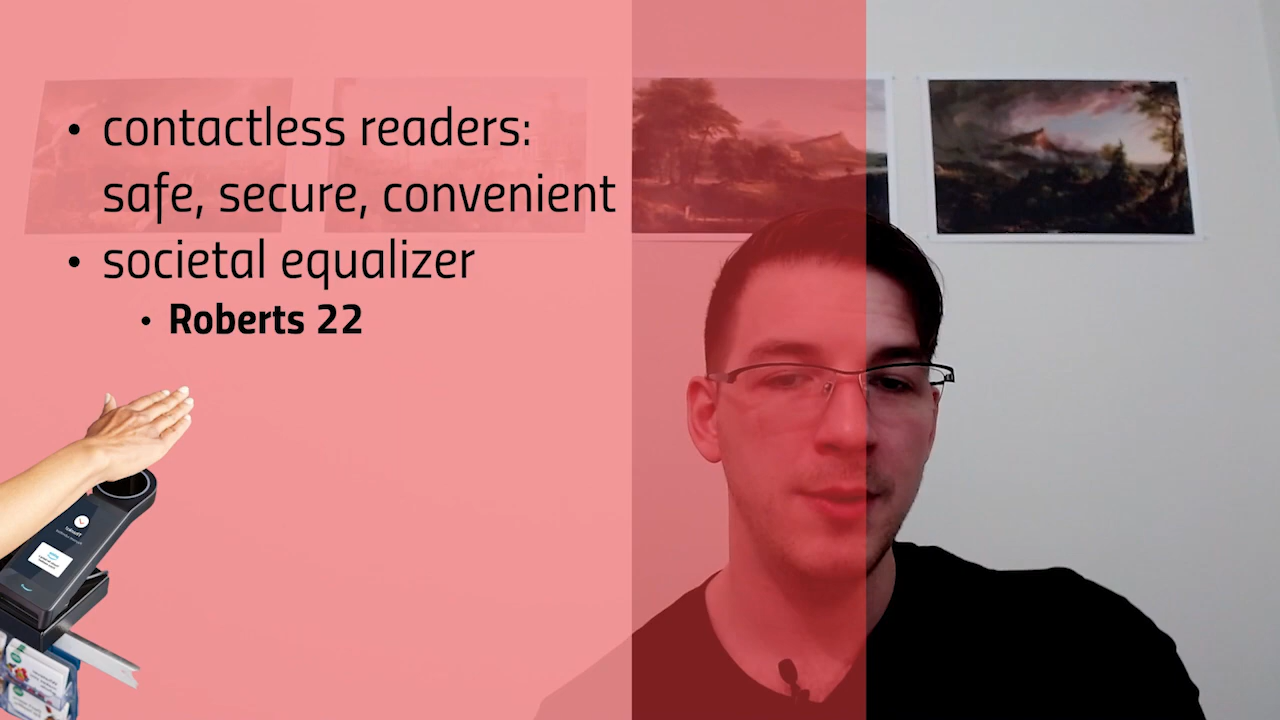 • contactless readers:
safe, secure, convenient
• societal equalizer
• Roberts 22